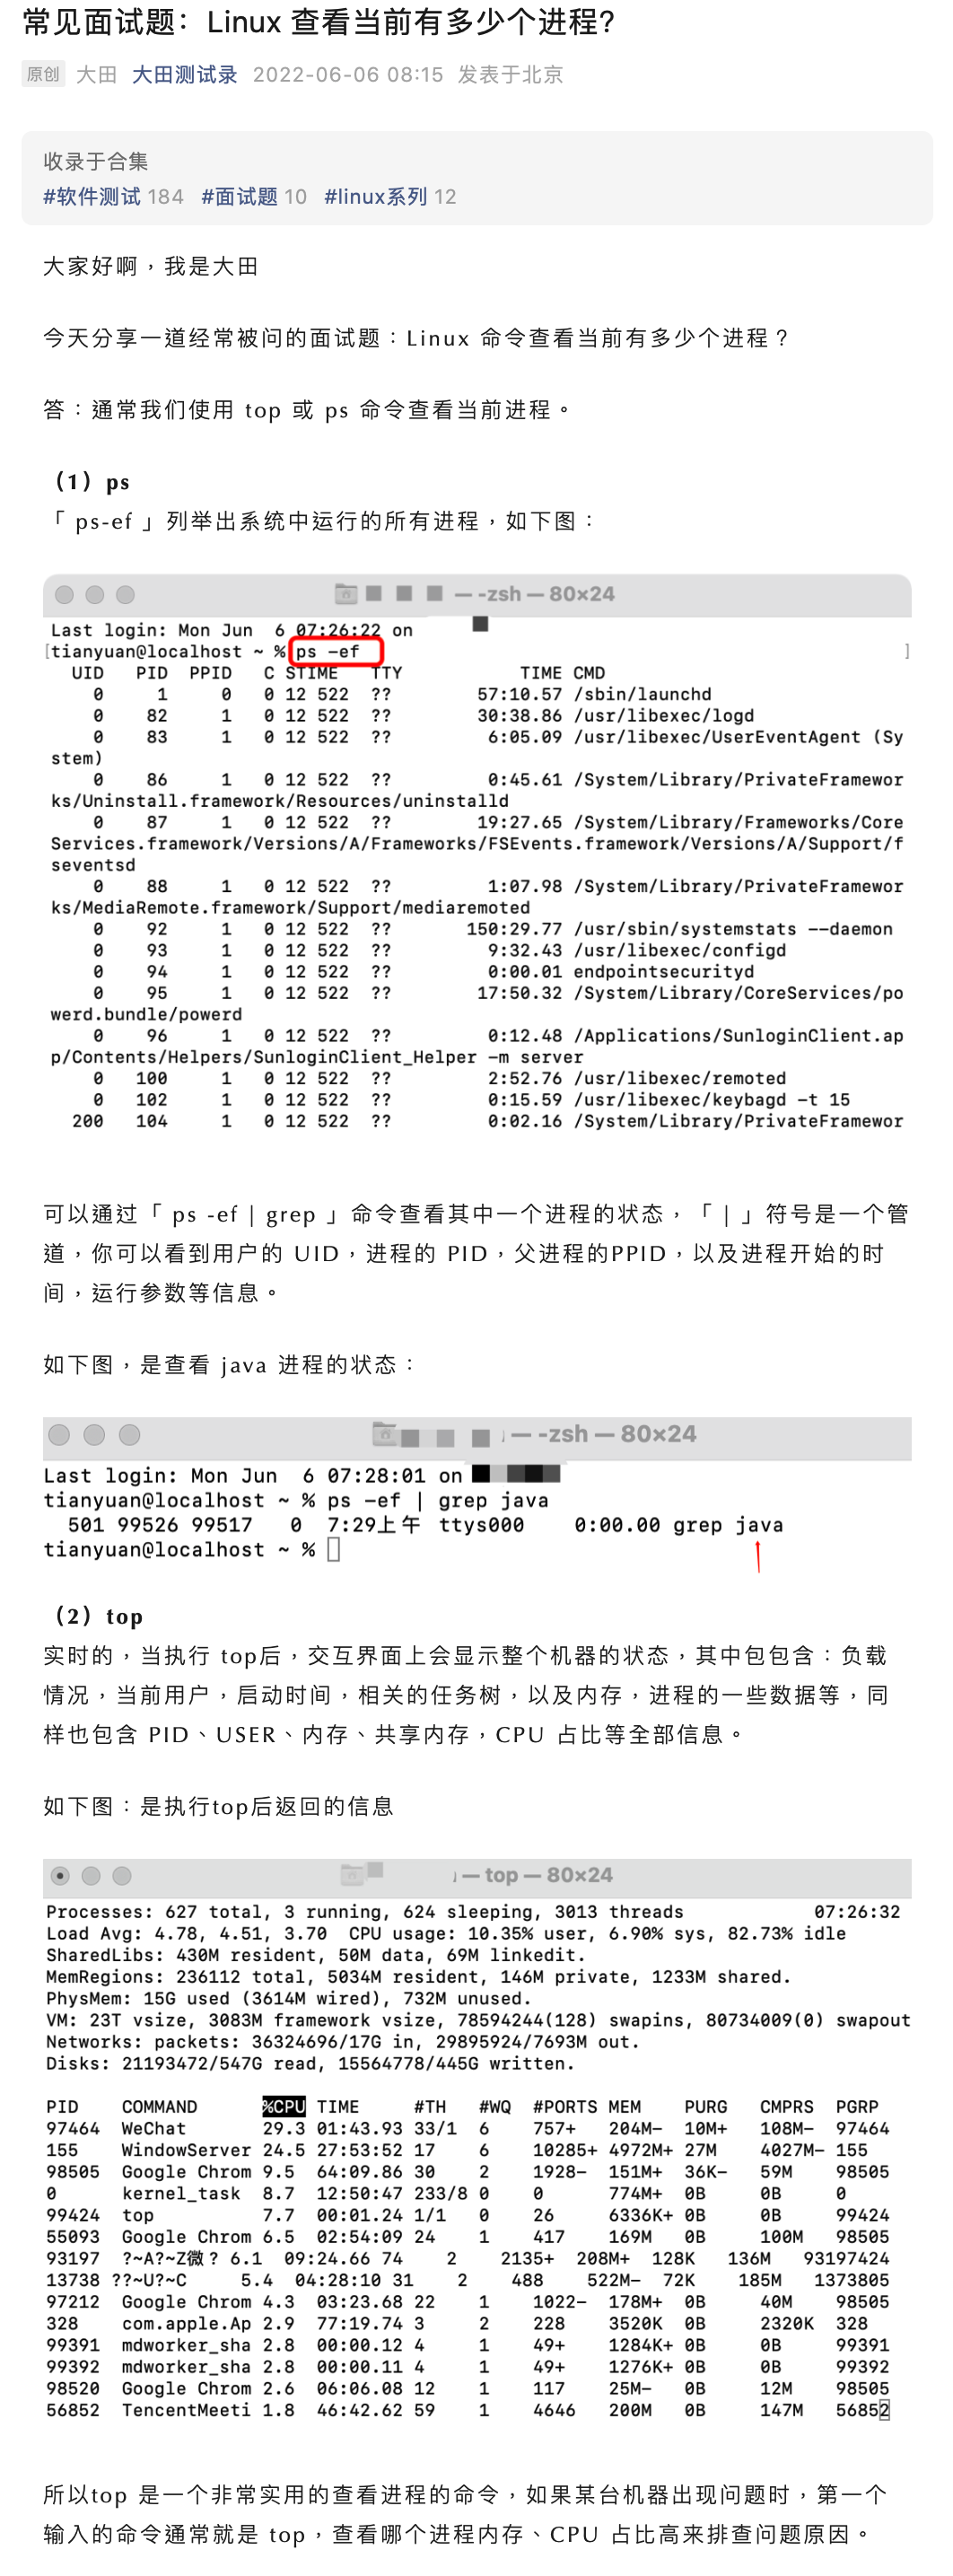 常见面试题：Linux 查看当前有多少个进程?
原创 大田 大田测试录 2022-06-06 08:15 发表于北京
收录于合集
#软件测试 184 #面试题 10 #linux系列 12
大家好啊，我是大田
今天分享一道经常被问的面试题：Linux 命令查看当前有多少个进程？
答：通常我们使用 top 或 ps 命令查看当前进程。
（1）ps
「 ps-ef 」列举出系统中运行的所有进程，如下图：
— -zsh — 80×24
Last login: Mon Jun  6 07:26:22 on
[tianyuan@localhost ~ % ps -ef ]
UID PID PPID C STIME TTY TIME CMD
0 1 0 0 12 522 ?? 57:10.57 /sbin/launchd
0 82 1 0 12 522 ?? 30:38.86 /usr/libexec/logd
0 83 1 0 12 522 ?? 6:05.09 /usr/libexec/UserEventAgent (Sy
stem)
0 86 1 0 12 522 ?? 0:45.61 /System/Library/PrivateFramewor
ks/Uninstall.framework/Resources/uninstalld
0 87 1 0 12 522 ?? 19:27.65 /System/Library/Frameworks/Core
Services.framework/Versions/A/Frameworks/FSEvents.framework/Versions/A/Support/f
seventsd
0 88 1 0 12 522 ?? 1:07.98 /System/Library/PrivateFramewor
ks/MediaRemote.framework/Support/mediaremoted
0 92 1 0 12 522 ?? 150:29.77 /usr/sbin/systemstats --daemon
0 93 1 0 12 522 ?? 9:32.43 /usr/libexec/configd
0 94 1 0 12 522 ?? 0:00.01 endpointsecurityd
0 95 1 0 12 522 ?? 17:50.32 /System/Library/CoreServices/po
werd.bundle/powerd
0 96 1 0 12 522 ?? 0:12.48 /Applications/SunloginClient.ap
p/Contents/Helpers/SunloginClient_Helper -m server
0 100 1 0 12 522 ?? 2:52.76 /usr/libexec/remoted
0 102 1 0 12 522 ?? 0:15.59 /usr/libexec/keybagd -t 15
200 104 1 0 12 522 ?? 0:02.16 /System/Library/PrivateFramewor
可以通过「 ps -ef | grep 」命令查看其中一个进程的状态，「 | 」符号是一个管
道，你可以看到用户的 UID，进程的 PID，父进程的PPID，以及进程开始的时
间，运行参数等信息。
如下图，是查看 java 进程的状态：
— -zsh — 80×24
Last login: Mon Jun  6 07:28:01 on
tianyuan@localhost ~ % ps -ef | grep java
501 99526 99517 0 7:29上午 ttys000 0:00.00 grep java
tianyuan@localhost ~ %
（2）top
实时的，当执行 top后，交互界面上会显示整个机器的状态，其中包包含：负载
情况，当前用户，启动时间，相关的任务树，以及内存，进程的一些数据等，同
样也包含 PID、USER、内存、共享内存，CPU 占比等全部信息。
如下图：是执行top后返回的信息
— top — 80×24
Processes: 627 total, 3 running, 624 sleeping, 3013 threads 07:26:32
Load Avg: 4.78, 4.51, 3.70  CPU usage: 10.35% user, 6.90% sys, 82.73% idle
SharedLibs: 430M resident, 50M data, 69M linkedit.
MemRegions: 236112 total, 5034M resident, 146M private, 1233M shared.
PhysMem: 15G used (3614M wired), 732M unused.
VM: 23T vsize, 3083M framework vsize, 78594244(128) swapins, 80734009(0) swapout
Networks: packets: 36324696/17G in, 29895924/7693M out.
Disks: 21193472/547G read, 15564778/445G written.
PID COMMAND %CPU TIME #TH #WQ #PORTS MEM PURG CMPRS PGRP
97464 WeChat 29.3 01:43.93 33/1 6 757+ 204M- 10M+ 108M- 97464
155 WindowServer 24.5 27:53:52 17 6 10285+ 4972M+ 27M 4027M- 155
98505 Google Chrom 9.5 64:09.86 30 2 1928- 151M+ 36K- 59M 98505
0 kernel_task 8.7 12:50:47 233/8 0 0 774M+ 0B 0B 0
99424 top 7.7 00:01.24 1/1 0 26 6336K+ 0B 0B 99424
55093 Google Chrom 6.5 02:54:09 24 1 417 169M 0B 100M 98505
93197 ?~A?~Z微? 6.1 09:24.66 74 2 2135+ 208M+ 128K 136M 93197424
13738 ??~U?~C 5.4 04:28:10 31 2 488 522M- 72K 185M 1373805
97212 Google Chrom 4.3 03:23.68 22 1 1022- 178M+ 0B 40M 98505
328 com.apple.Ap 2.9 77:19.74 3 2 228 3520K 0B 2320K 328
99391 mdworker_sha 2.8 00:00.12 4 1 49+ 1284K+ 0B 0B 99391
99392 mdworker_sha 2.8 00:00.11 4 1 49+ 1276K+ 0B 0B 99392
98520 Google Chrom 2.6 06:06.08 12 1 117 25M- 0B 12M 98505
56852 TencentMeeti 1.8 46:42.62 59 1 4646 200M 0B 147M 56852
所以top 是一个非常实用的查看进程的命令，如果某台机器出现问题时，第一个
输入的命令通常就是 top，查看哪个进程内存、CPU 占比高来排查问题原因。